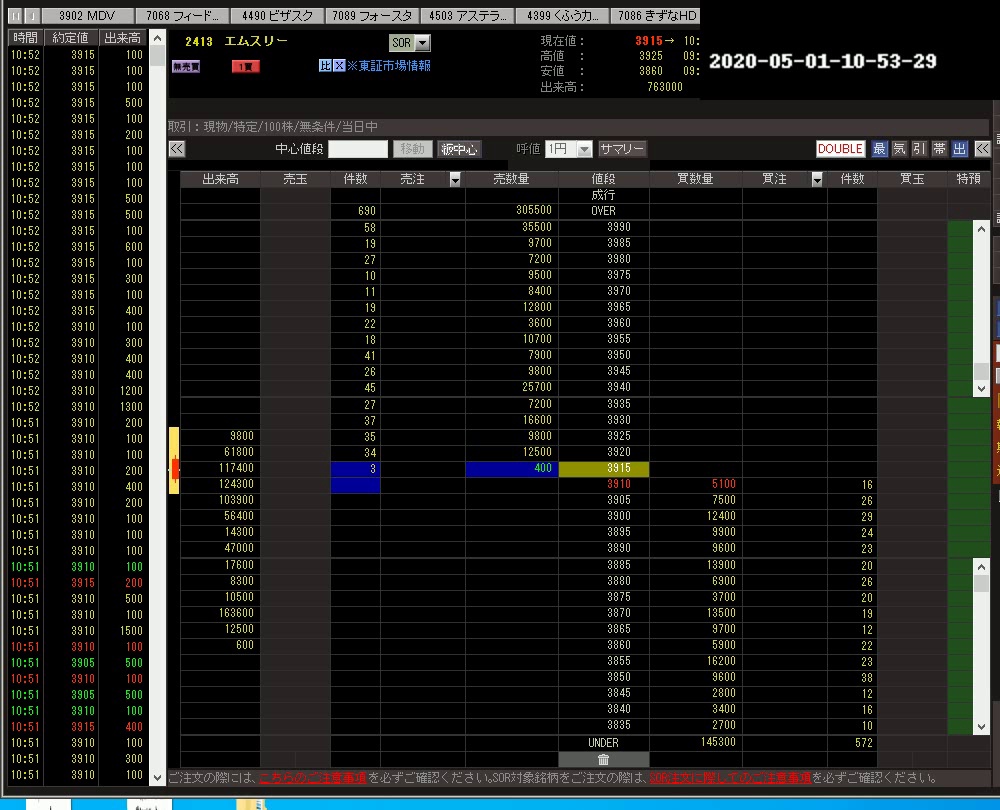 3902 MDV 7068 フィード... 4490 ビザスク 7089 フォースタ 4503 アステラ... 4399 くふうカ... 7086 きずなHD
時間 約定値 出来高
10:52 3915 100
10:52 3915 100
10:52 3915 100
10:52 3915 500
10:52 3915 100
10:52 3915 200
10:52 3915 100
10:52 3915 100
10:52 3915 100
10:52 3915 500
10:52 3915 500
10:52 3915 100
10:52 3915 600
10:52 3915 100
10:52 3915 300
10:52 3915 100
10:52 3915 400
10:52 3910 100
10:52 3910 300
10:52 3910 400
10:52 3910 400
10:52 3910 1200
10:52 3910 1300
10:51 3910 200
10:51 3910 100
10:51 3910 100
10:51 3910 200
10:51 3910 400
10:51 3910 200
10:51 3910 100
10:51 3910 100
10:51 3910 100
10:51 3910 100
10:51 3915 200
10:51 3910 500
10:51 3910 100
10:51 3910 1500
10:51 3910 100
10:51 3905 500
10:51 3910 100
10:51 3905 500
10:51 3910 100
10:51 3915 400
10:51 3910 100
10:51 3910 300
10:51 3910 100
2413 エムスリー SOR
無売買 1買 比 X ※東証市場情報
現在値: 3915→ 10:
高値 : 3925 09:
安値 : 3860 09:
出来高: 763000
2020-05-01-10-53-29
取引:現物/特定/100株/無条件/当日中
中心値段 移動 板中心 呼値 1円 サマリー DOUBLE 最 気 引 帯 出
出来高 売玉 件数 売注 売数量 値段 買数量 買注 件数 買玉 特預
成行
690 305500 OVER
58 35500 3990
19 9700 3985
27 7200 3980
10 9500 3975
11 8400 3970
19 12800 3965
22 3600 3960
18 10700 3955
41 7900 3950
26 9800 3945
45 25700 3940
27 7200 3935
37 16600 3930
9800 35 9800 3925
61800 34 12500 3920
117400 3 400 3915
124300 3910 5100 16
103900 3905 7500 26
56400 3900 12400 29
14300 3895 9900 24
47000 3890 9600 23
17600 3885 13900 20
8300 3880 6900 26
10500 3875 3700 20
163600 3870 13500 19
12500 3865 9700 12
600 3860 5900 22
3855 16200 23
3850 9600 38
3845 2800 12
3840 3400 16
3835 2700 10
UNDER 145300 572
ご注文の際には、こちらのご注意事項を必ずご確認ください。SOR対象銘柄をご注文の際は、SOR注文に際してのご注意事項を必ずご確認ください。